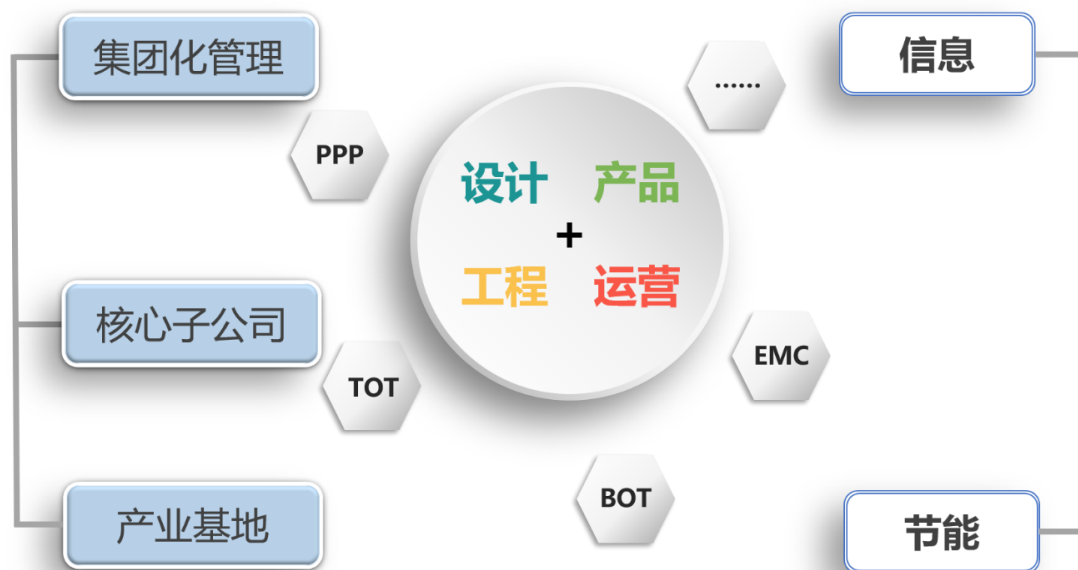 集团化管理
信息
……
PPP
设计 产品
+
工程 运营
核心子公司
EMC
TOT
BOT
产业基地
节能